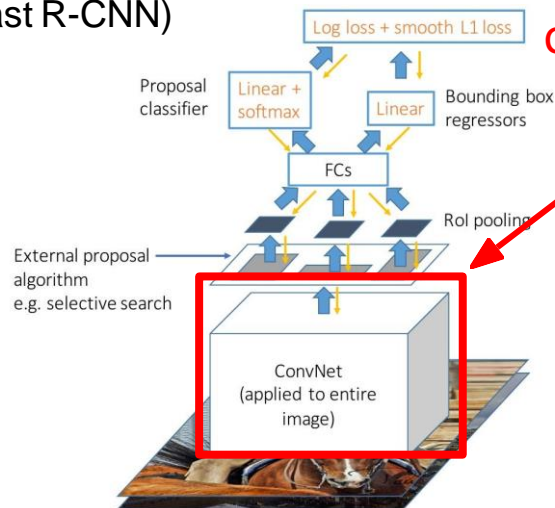 ast R-CNN)
Log loss + smooth L1 loss
Proposal
classifier
Linear +
softmax
Linear
Bounding box
regressors
FCs
RoI pooling
External proposal
algorithm
e.g. selective search
ConvNet
(applied to entire
image)